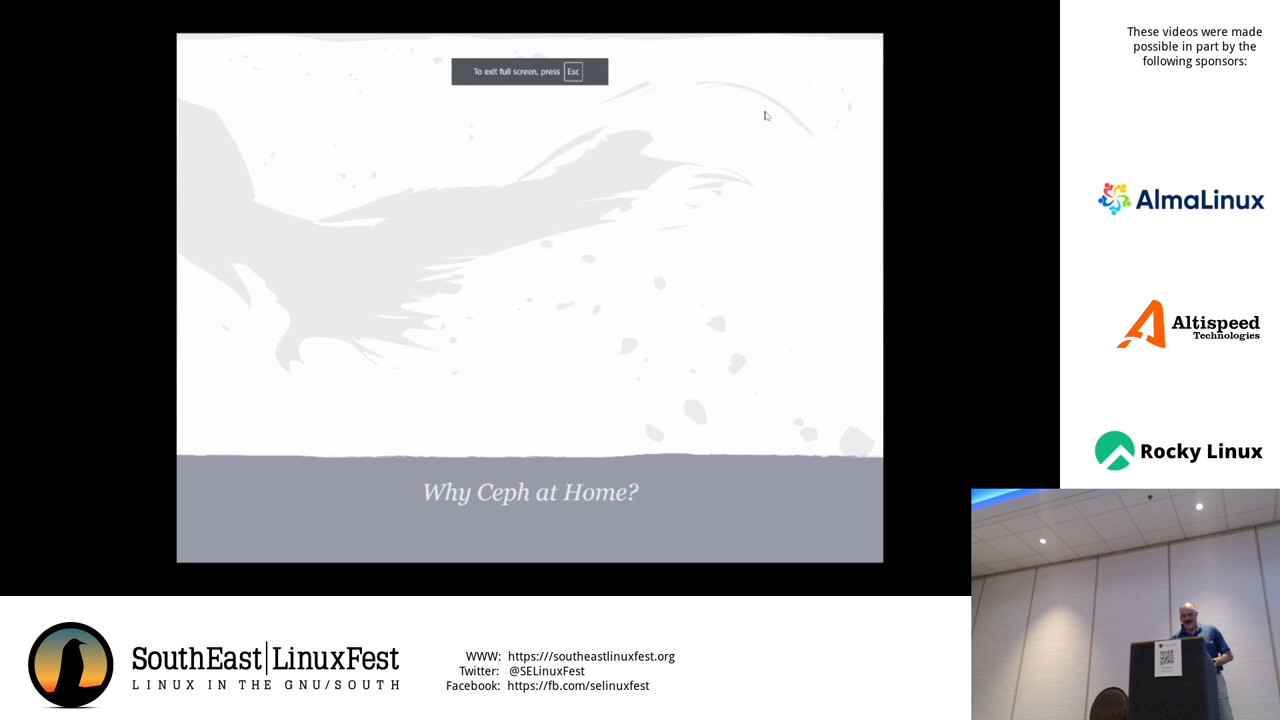 To exit full screen, press Esc
Why Ceph at Home?
These videos were made
possible in part by the
following sponsors:
AlmaLinux
Altispeed
Technologies
Rocky Linux
SouthEast LinuxFest
LINUX IN THE GNU/SOUTH
WWW: https:///southeastlinuxfest.org
Twitter: @SELinuxFest
Facebook: https://fb.com/selinuxfest